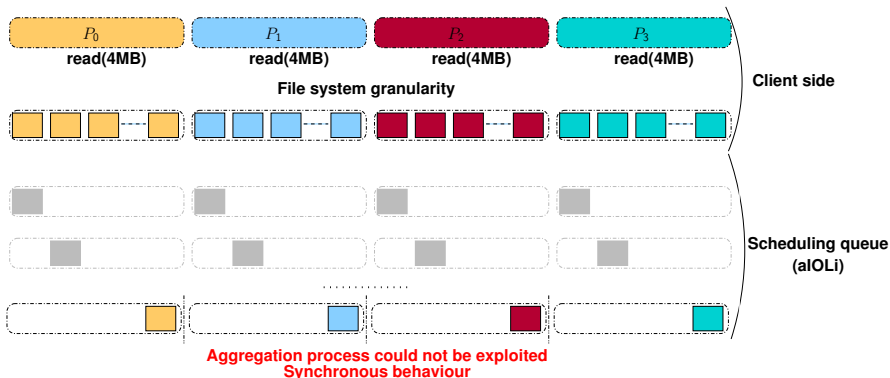 P0 P1 P2 P3
read(4MB) read(4MB) read(4MB) read(4MB)
File system granularity
Client side
Scheduling queue
(aIOLi)
Aggregation process could not be exploited
Synchronous behaviour